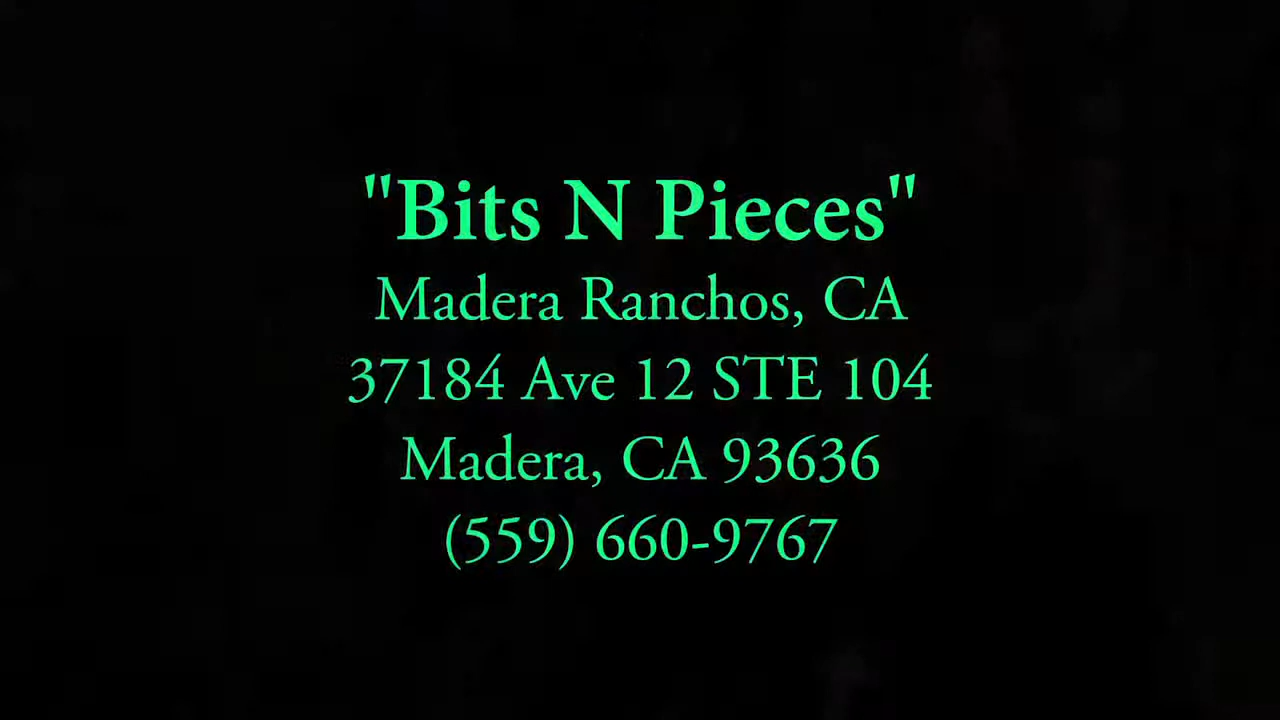 "Bits N Pieces"
Madera Ranchos, CA
37184 Ave 12 STE 104
Madera, CA 93636
(559) 660-9767